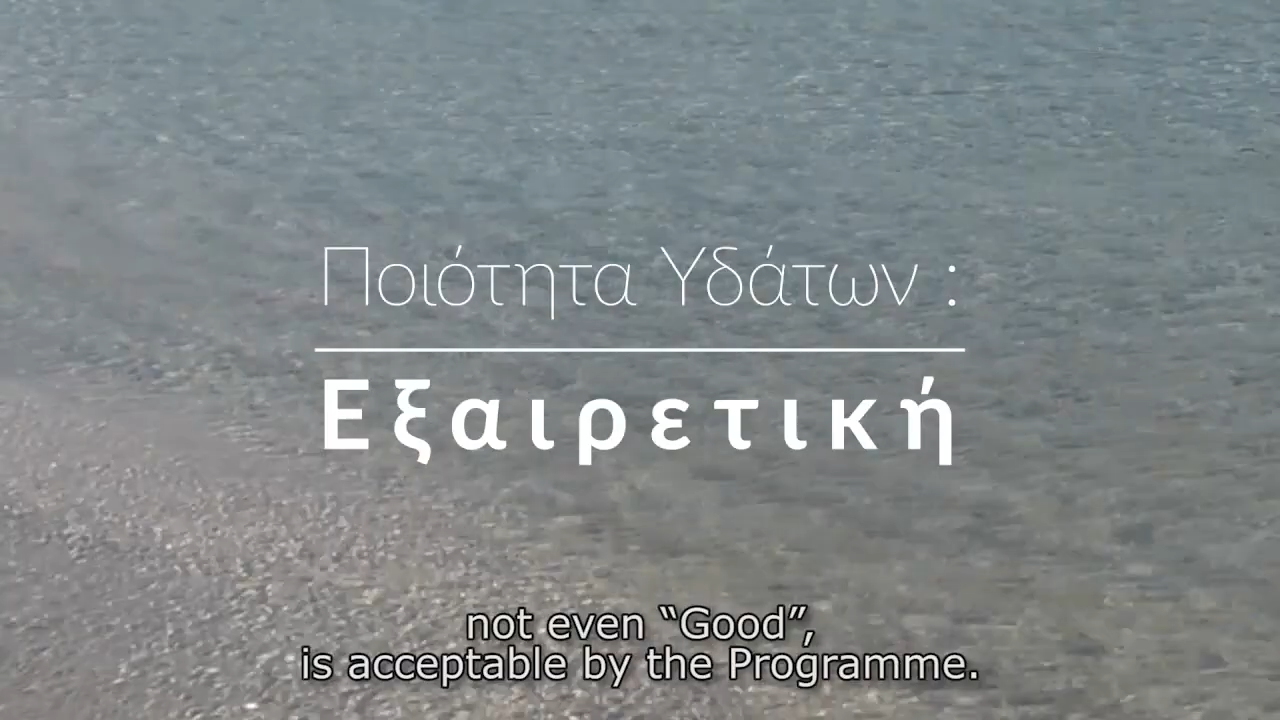 Ποιότητα Υδάτων :
Εξαιρετική
not even “Good”,
is acceptable by the Programme.